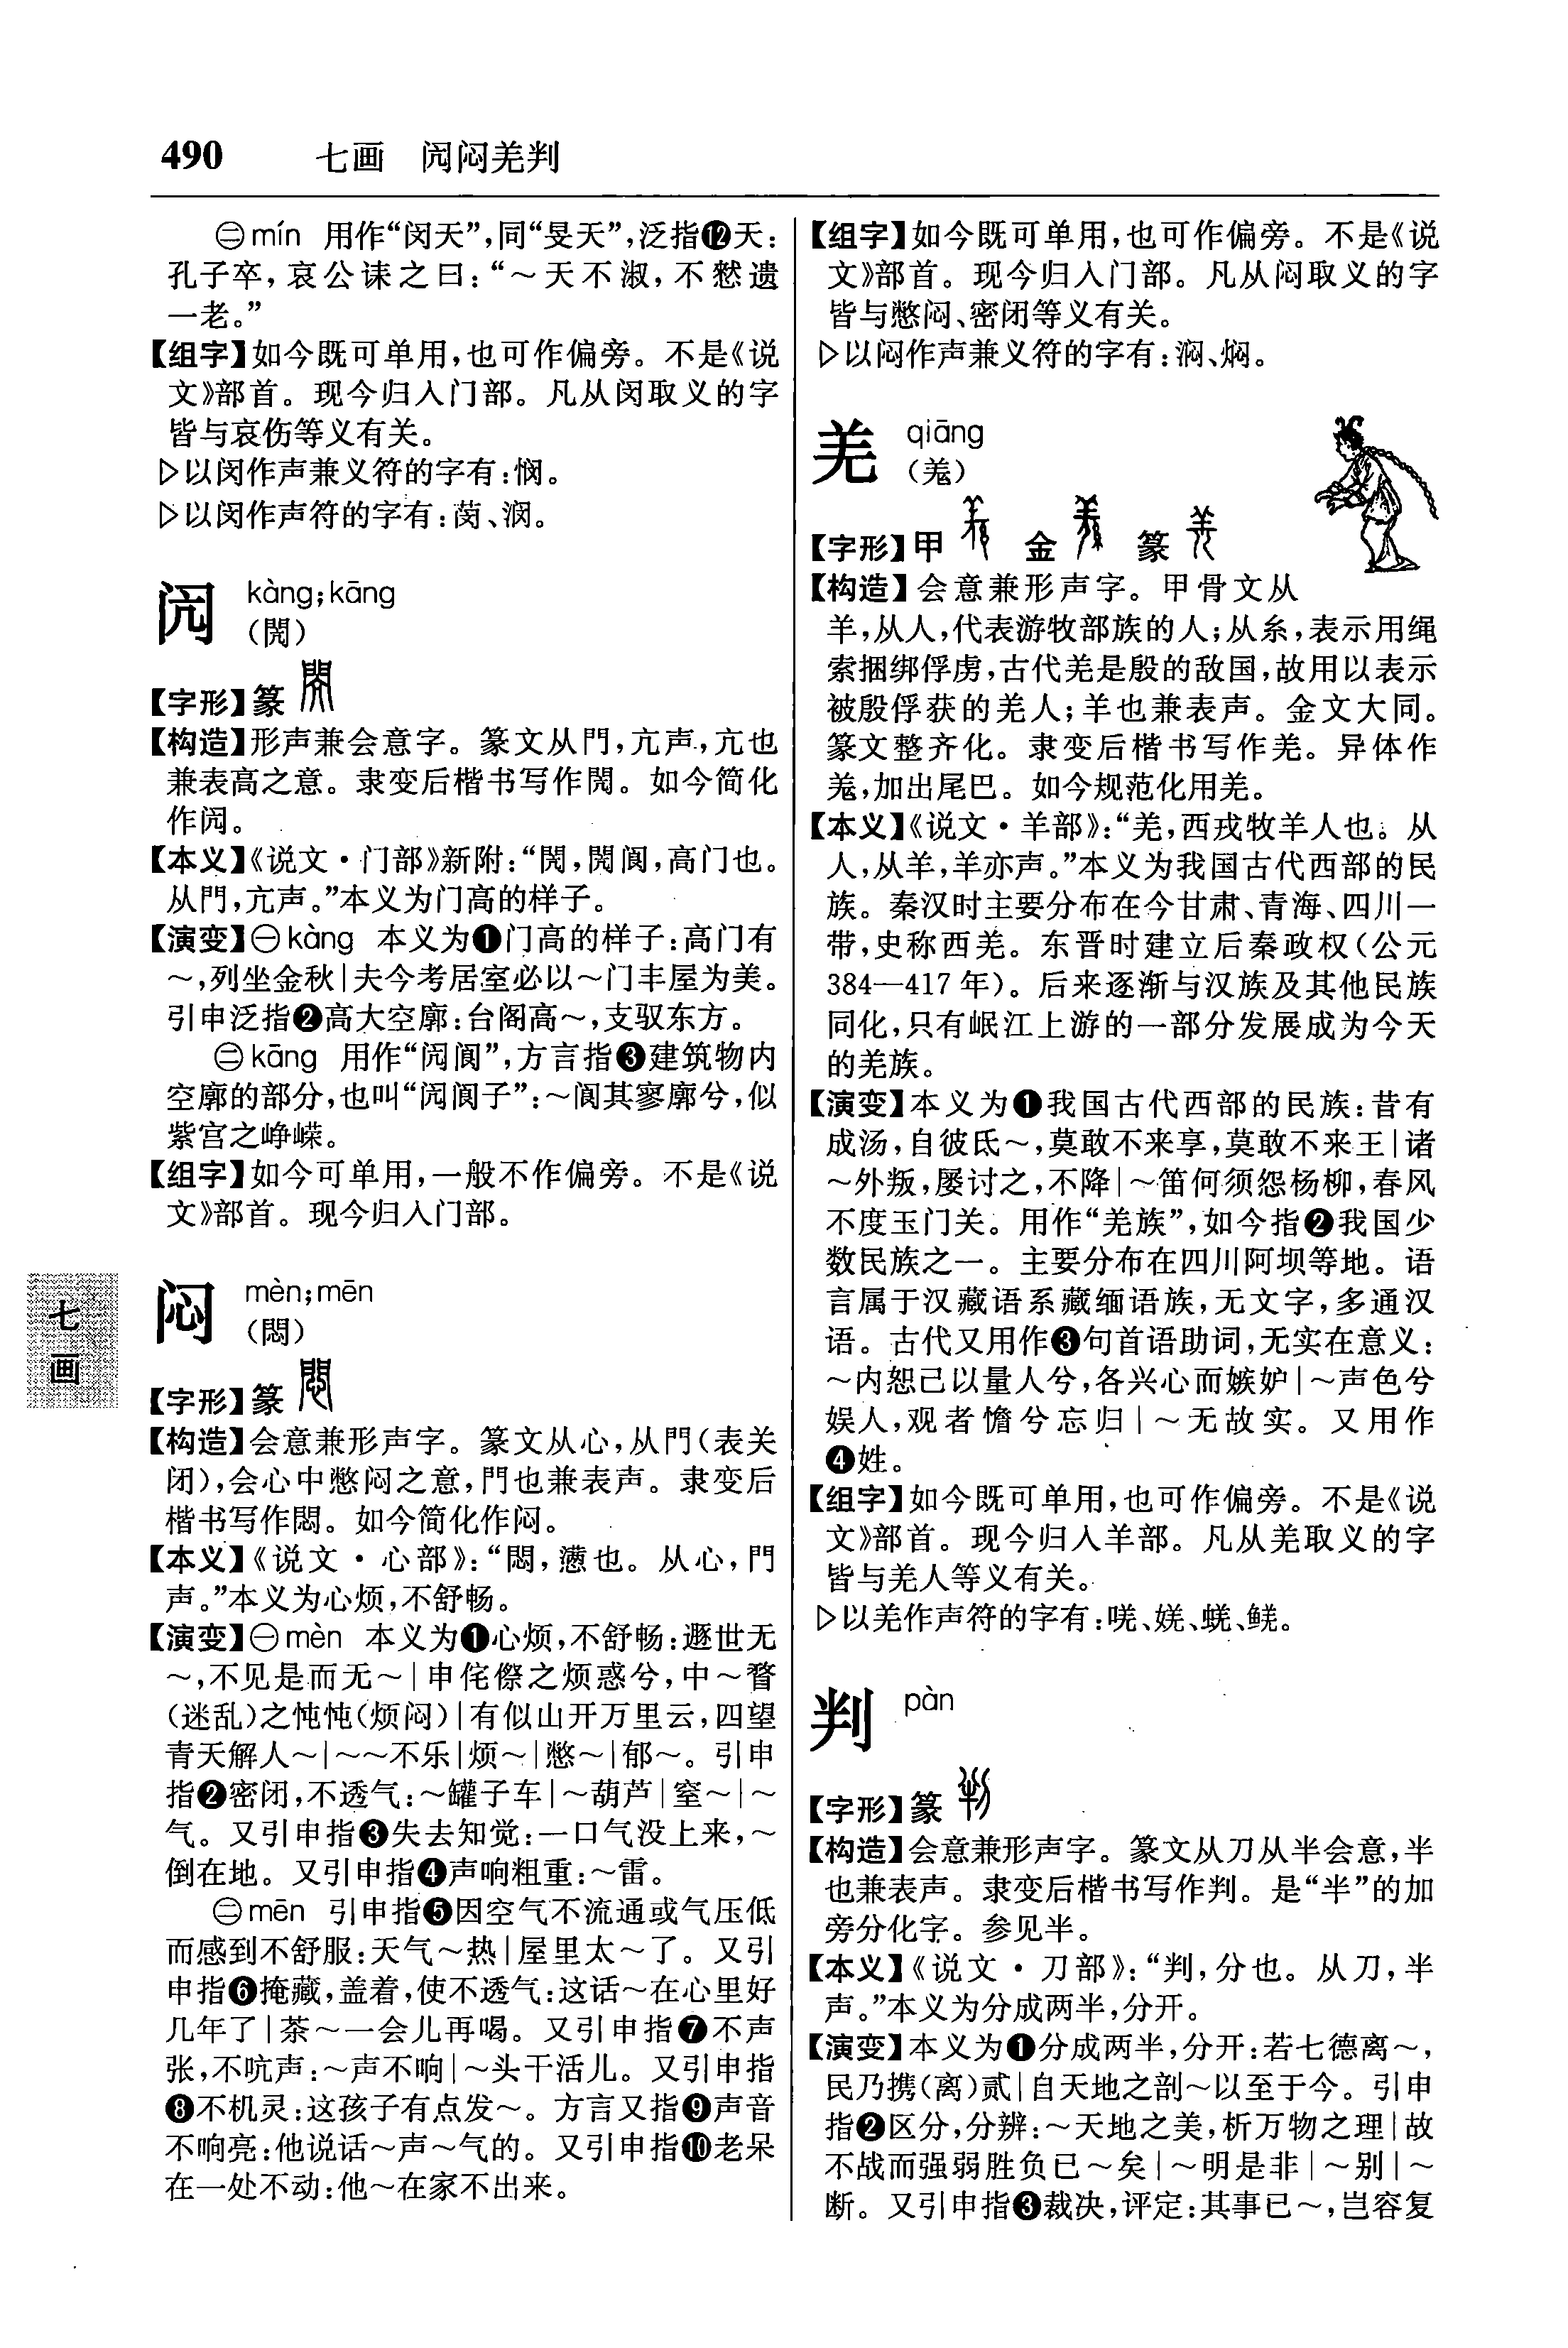 490 七画 闶闷羌判
㊁mín 用作“闵天”,同“旻天”,泛指⓬天:
孔子卒,哀公诔之曰:“～天不淑,不慭遗
一老。”
【组字】如今既可单用,也可作偏旁。不是《说
文》部首。现今归入门部。凡从闵取义的字
皆与哀伤等义有关。
▷以闵作声兼义符的字有:悯。
▷以闵作声符的字有:茵、润。
闶 kàng;kāng
(閌)
【字形】篆
【构造】形声兼会意字。篆文从門,亢声,亢也
兼表高之意。隶变后楷书写作閌。如今简化
作闶。
【本义】《说文·门部》新附:“閌,閌阆,高门也。
从門,亢声。”本义为门高的样子。
【演变】㊀kàng 本义为❶门高的样子:高门有
～,列坐金秋|夫今考居室必以～门丰屋为美。
引申泛指❷高大空廓:台阁高～,支驭东方。
㊁kāng 用作“闶阆”,方言指❸建筑物内
空廓的部分,也叫“闶阆子”:～阆其寥廓兮,似
紫宫之峥嵘。
【组字】如今可单用,一般不作偏旁。不是《说
文》部首。现今归入门部。
七画
闷 mèn;mēn
(悶)
【字形】篆
【构造】会意兼形声字。篆文从心,从門(表关
闭),会心中憋闷之意,門也兼表声。隶变后
楷书写作悶。如今简化作闷。
【本义】《说文·心部》:“悶,懣也。从心,門
声。”本义为心烦,不舒畅。
【演变】㊀mèn 本义为❶心烦,不舒畅:遯世无
～,不见是而无～|申侘傺之烦惑兮,中～瞀
(迷乱)之忳忳(烦闷)|有似山开万里云,四望
青天解人～|～～不乐|烦～|憋～|郁～。引申
指❷密闭,不透气:～罐子车|～葫芦|窒～|～
气。又引申指❸失去知觉:一口气没上来,～
倒在地。又引申指❹声响粗重:～雷。
㊁mēn 引申指❺因空气不流通或气压低
而感到不舒服:天气～热|屋里太～了。又引
申指❻掩藏,盖着,使不透气:这话～在心里好
几年了|茶～一会儿再喝。又引申指❼不声
张,不吭声:～声不响|～头干活儿。又引申指
❽不机灵:这孩子有点发～。方言又指❾声音
不响亮:他说话～声～气的。又引申指❿老呆
在一处不动:他～在家不出来。
【组字】如今既可单用,也可作偏旁。不是《说
文》部首。现今归入门部。凡从闷取义的字
皆与憋闷、密闭等义有关。
▷以闷作声兼义符的字有:𬇙、焖。
羌 qiāng
(羗)
【字形】甲 金 篆
【构造】会意兼形声字。甲骨文从
羊,从人,代表游牧部族的人;从糸,表示用绳
索捆绑俘虏,古代羌是殷的敌国,故用以表示
被殷俘获的羌人;羊也兼表声。金文大同。
篆文整齐化。隶变后楷书写作羌。异体作
羗,加出尾巴。如今规范化用羌。
【本义】《说文·羊部》:“羌,西戎牧羊人也。从
人,从羊,羊亦声。”本义为我国古代西部的民
族。秦汉时主要分布在今甘肃、青海、四川一
带,史称西羌。东晋时建立后秦政权(公元
384—417年)。后来逐渐与汉族及其他民族
同化,只有岷江上游的一部分发展成为今天
的羌族。
【演变】本义为❶我国古代西部的民族:昔有
成汤,自彼氐～,莫敢不来享,莫敢不来王|诸
～外叛,屡讨之,不降|～笛何须怨杨柳,春风
不度玉门关。用作“羌族”,如今指❷我国少
数民族之一。主要分布在四川阿坝等地。语
言属于汉藏语系藏缅语族,无文字,多通汉
语。古代又用作❸句首语助词,无实在意义:
～内恕己以量人兮,各兴心而嫉妒|～声色兮
娱人,观者憺兮忘归|～无故实。又用作
❹姓。
【组字】如今既可单用,也可作偏旁。不是《说
文》部首。现今归入羊部。凡从羌取义的字
皆与羌人等义有关。
▷以羌作声符的字有:唴、嫤、蜣、鲩。
判 pàn
【字形】篆
【构造】会意兼形声字。篆文从刀从半会意,半
也兼表声。隶变后楷书写作判。是“半”的加
旁分化字。参见半。
【本义】《说文·刀部》:“判,分也。从刀,半
声。”本义为分成两半,分开。
【演变】本义为❶分成两半,分开:若七德离～,
民乃携(离)贰|自天地之剖～以至于今。引申
指❷区分,分辨:～天地之美,析万物之理|故
不战而强弱胜负已～矣|～明是非|～别|～
断。又引申指❸裁决,评定:其事已～,岂容复